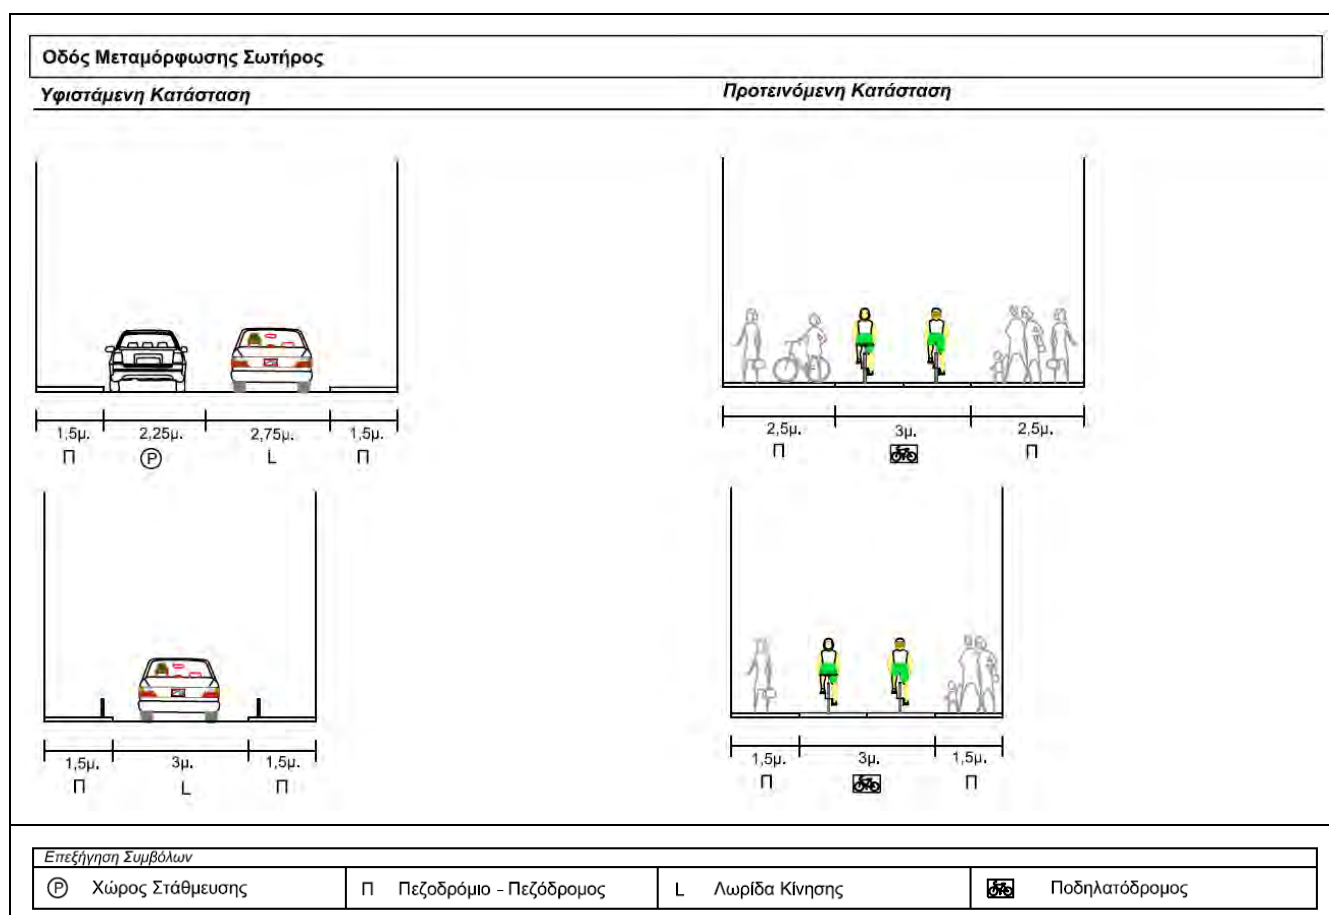 Οδός Μεταμόρφωσης Σωτήρος
Υφιστάμενη Κατάσταση
Προτεινόμενη Κατάσταση
1,5μ. 2,25μ. 2,75μ. 1,5μ.
Π P L Π
2,5μ. 3μ. 2,5μ.
Π Π
1,5μ. 3μ. 1,5μ.
Π L Π
1,5μ. 3μ. 1,5μ.
Π Π
Επεξήγηση Συμβόλων
P Χώρος Στάθμευσης
Π Πεζοδρόμιο - Πεζόδρομος
L Λωρίδα Κίνησης
Ποδηλατόδρομος